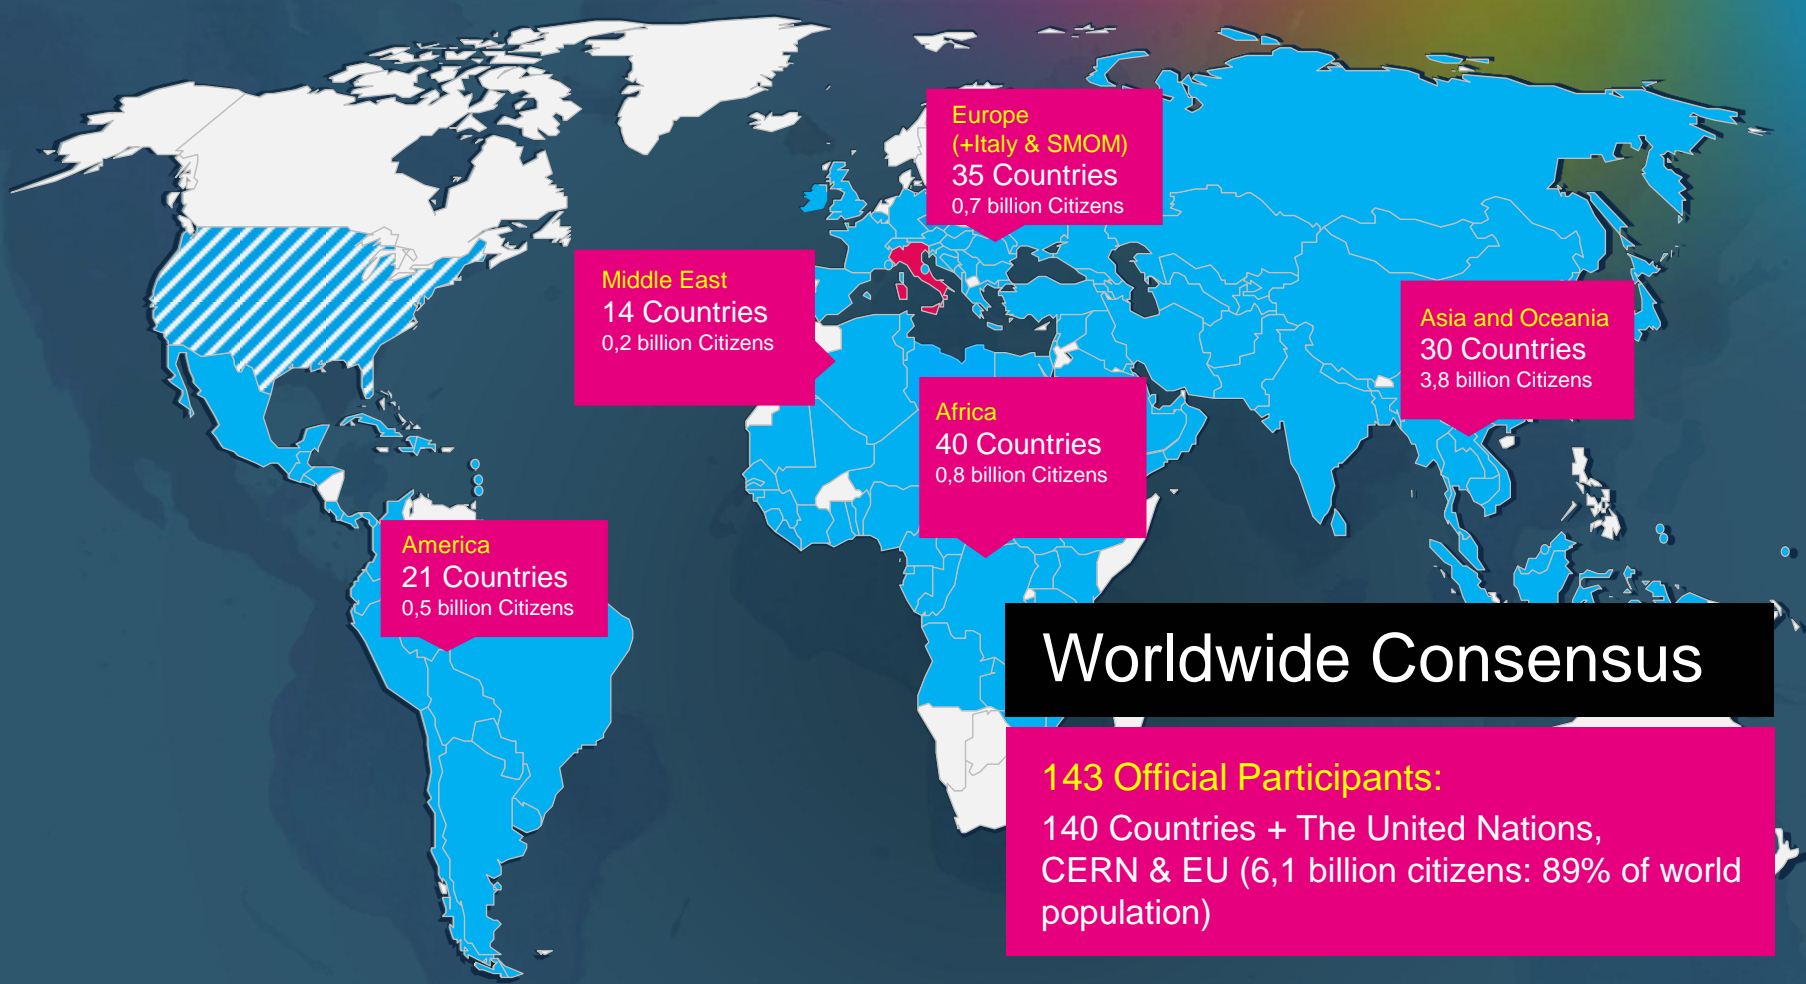 Europe
(+Italy & SMOM)
35 Countries
0,7 billion Citizens
Middle East
14 Countries
0,2 billion Citizens
Asia and Oceania
30 Countries
3,8 billion Citizens
Africa
40 Countries
0,8 billion Citizens
America
21 Countries
0,5 billion Citizens
Worldwide Consensus
143 Official Participants:
140 Countries + The United Nations,
CERN & EU (6,1 billion citizens: 89% of world
population)